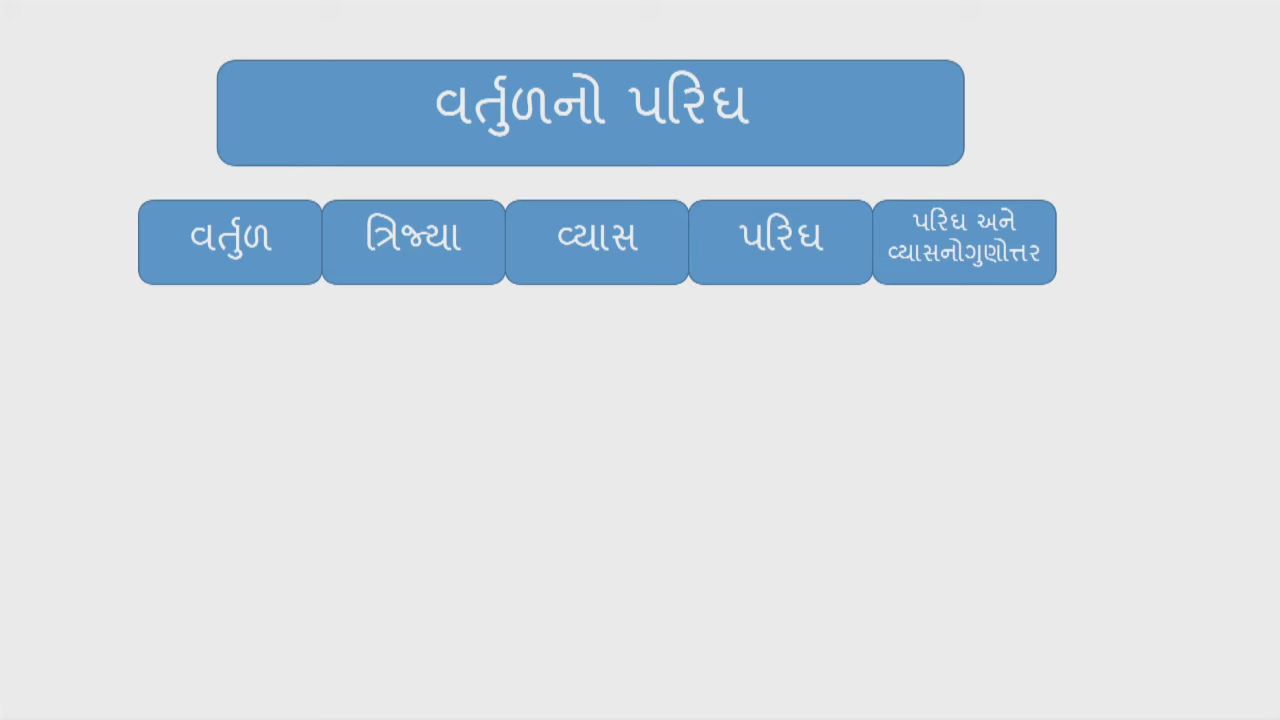 વર્તુળનો પરિઘ
વર્તુળ
ત્રિજ્યા
વ્યાસ
પરિઘ
પરિઘ અને
વ્યાસનોગુણોત્તર